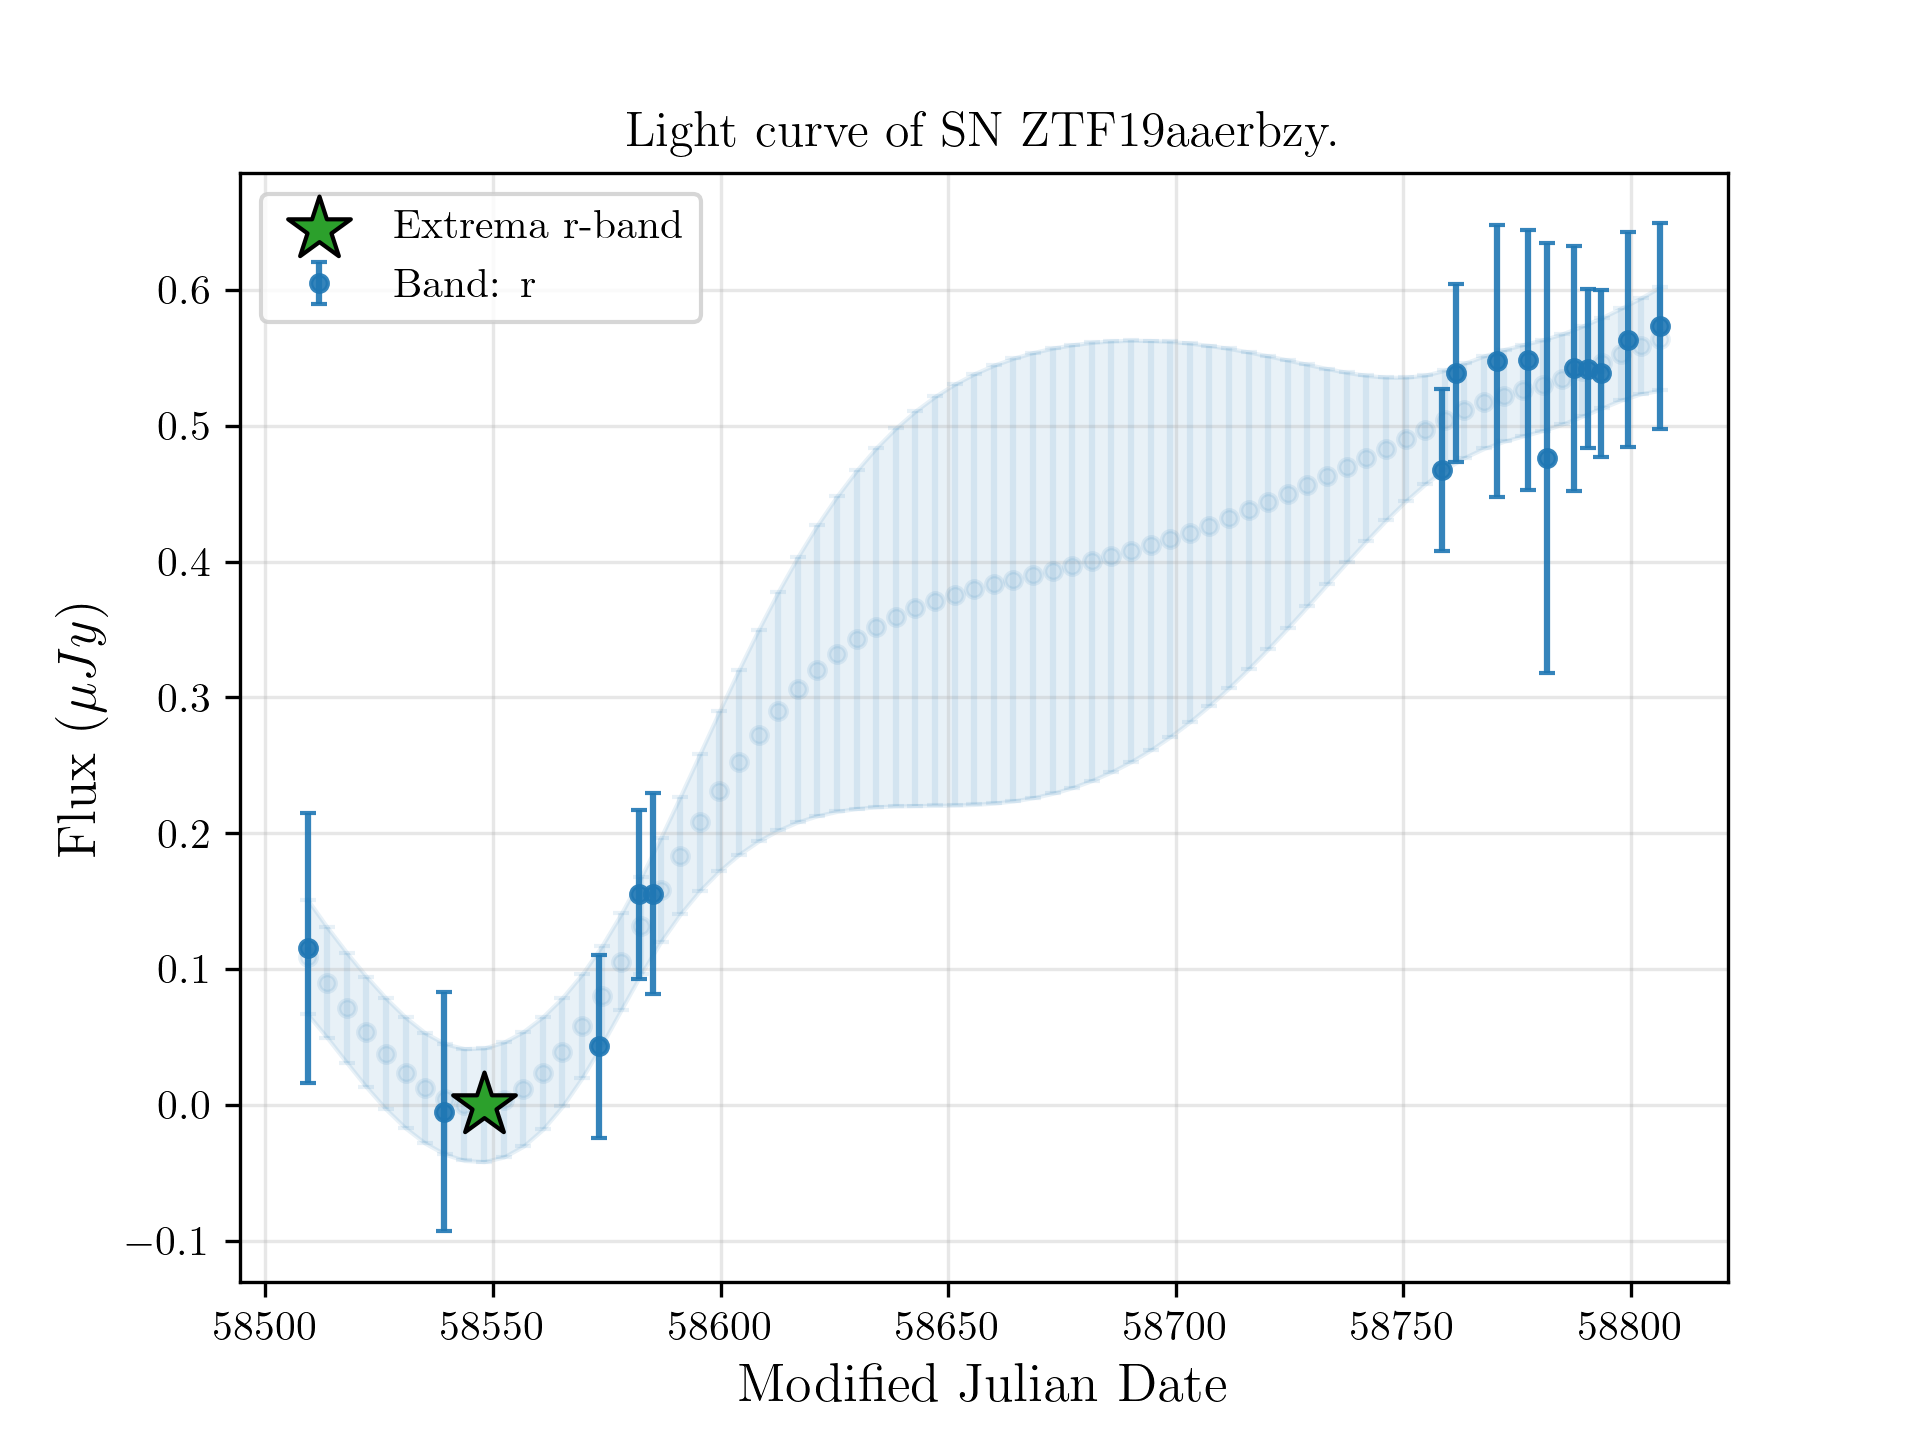 Light curve of SN ZTF19aaerbzy.
Extrema r-band
Band: r
Flux (μJy)
0.6
0.5
0.4
0.3
0.2
0.1
0.0
−0.1
58500 58550 58600 58650 58700 58750 58800
Modified Julian Date